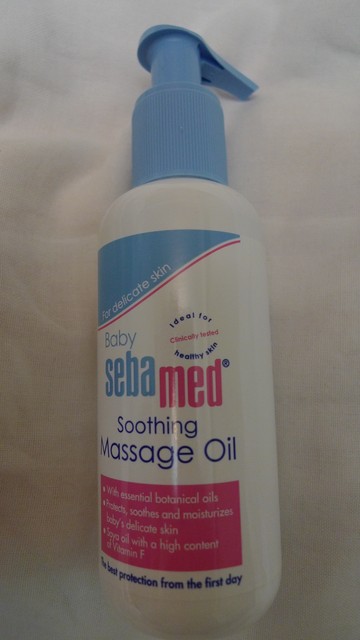 For delicate skin
Ideal for
Clinically tested
healthy skin
Baby
sebamed®
Soothing
Massage Oil
• With essential botanical oils
• Protects, soothes and moisturizes
baby's delicate skin
• Soya oil with a high content
of Vitamin F
The best protection from the first day